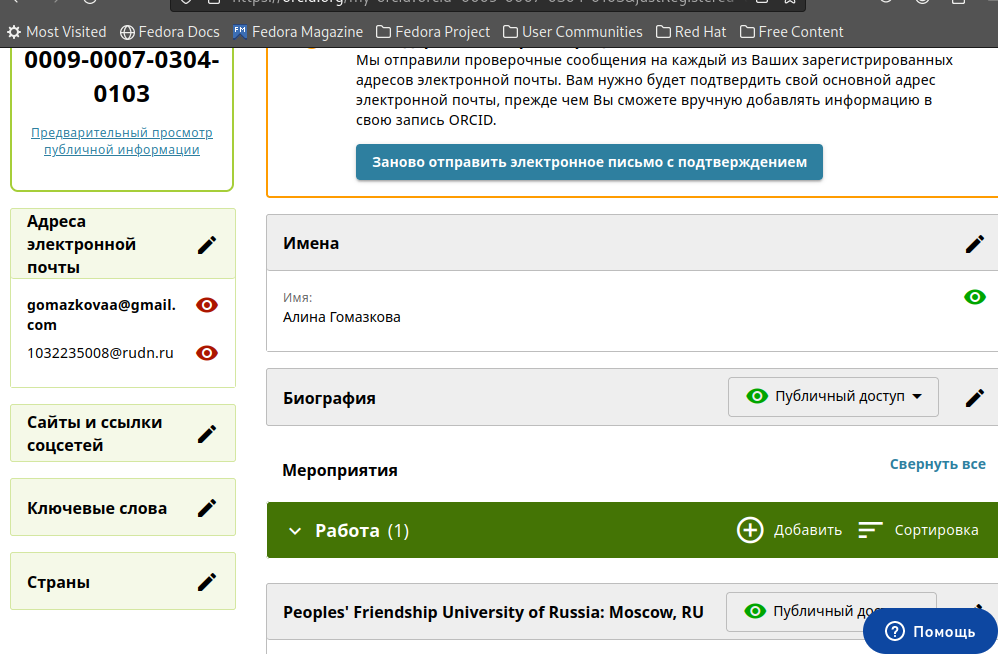 Most Visited Fedora Docs Fedora Magazine Fedora Project User Communities Red Hat Free Content
0009-0007-0304-
0103
Предварительный просмотр
публичной информации
Адреса
электронной
почты
gomazkovaa@gmail.
com
1032235008@rudn.ru
Сайты и ссылки
соцсетей
Ключевые слова
Страны
Мы отправили проверочные сообщения на каждый из Ваших зарегистрированных
адресов электронной почты. Вам нужно будет подтвердить свой основной адрес
электронной почты, прежде чем Вы сможете вручную добавлять информацию в
свою запись ORCID.
Заново отправить электронное письмо с подтверждением
Имена
Имя:
Алина Гомазкова
Биография Публичный доступ
Мероприятия Свернуть все
Работа (1) Добавить Сортировка
Peoples' Friendship University of Russia: Moscow, RU Публичный
Помощь